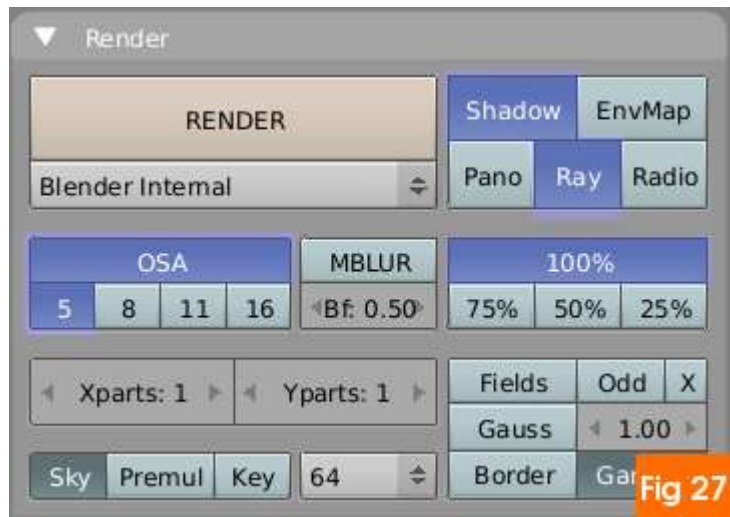 Render
RENDER
Shadow EnvMap
Blender Internal
Pano Ray Radio
OSA MBLUR 100%
5 8 11 16 Bf: 0.50 75% 50% 25%
Xparts: 1 Yparts: 1
Fields Odd X
Gauss 1.00
Sky Premul Key 64 Border
Fig 27